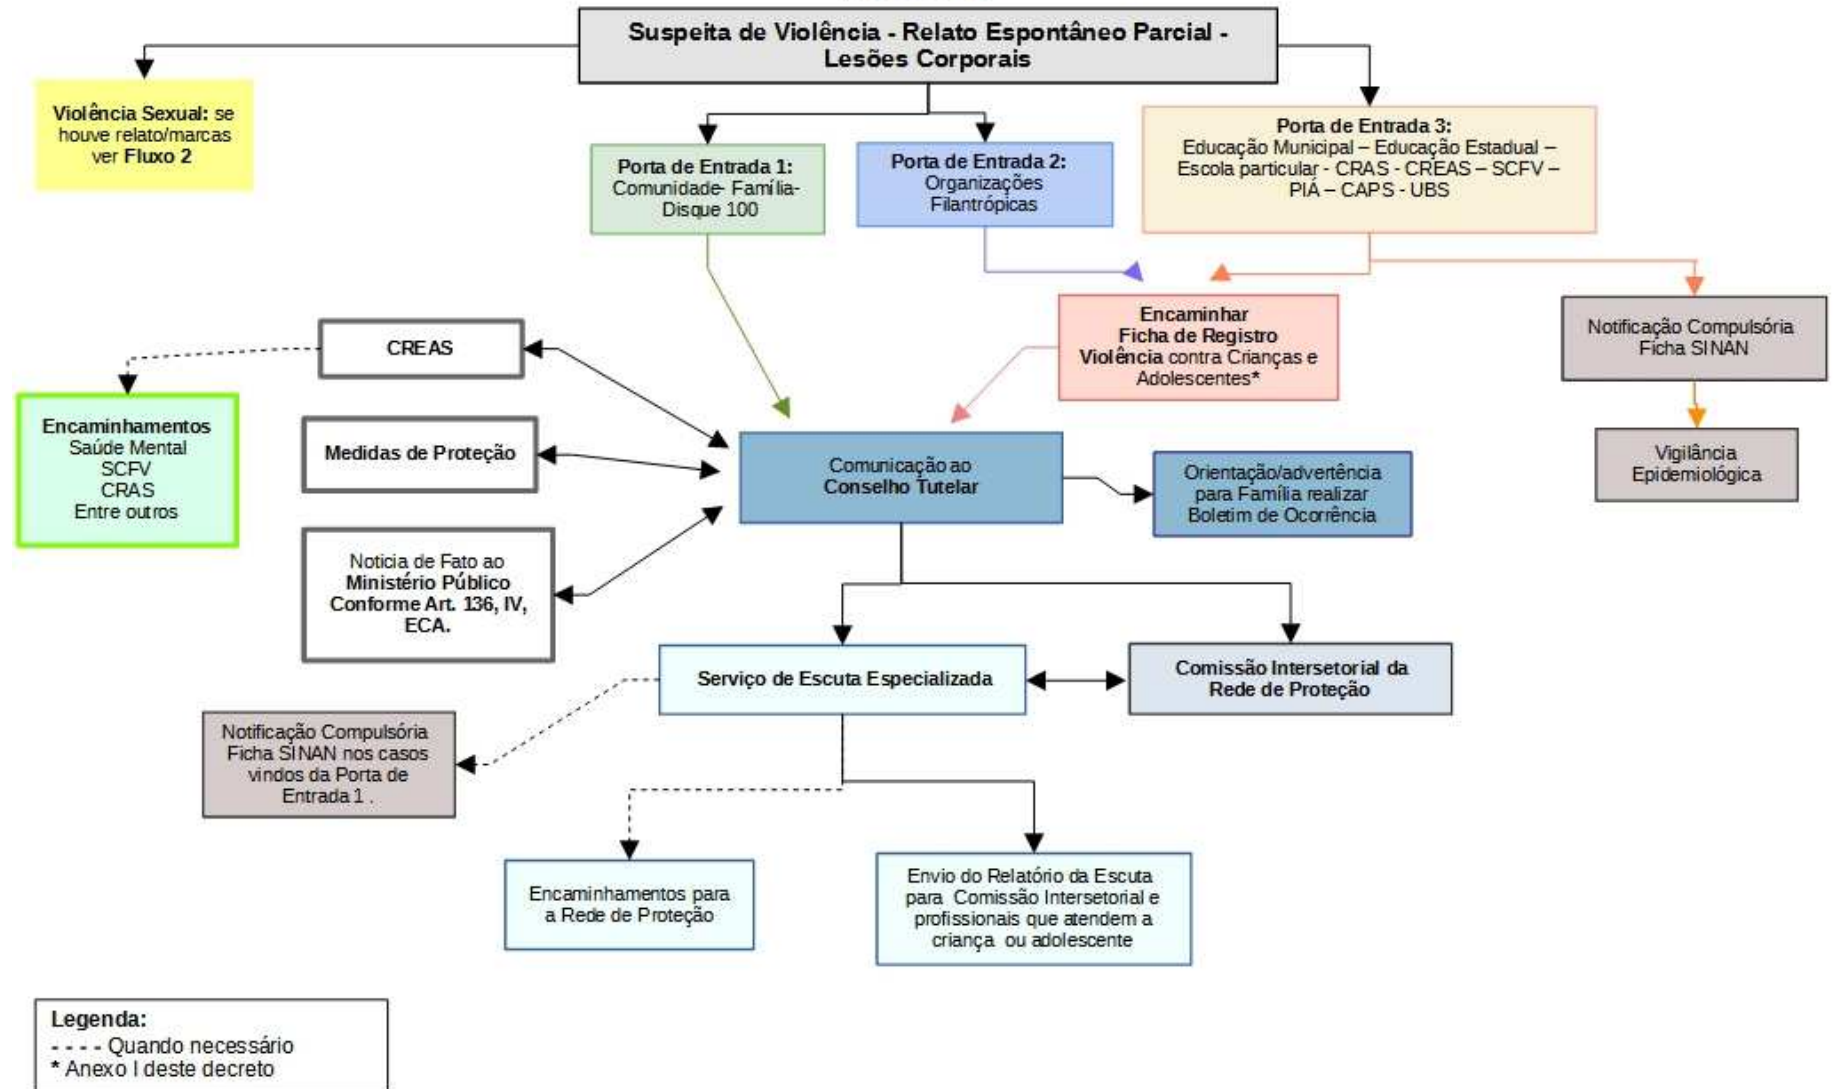 Suspeita de Violência - Relato Espontâneo Parcial -
Lesões Corporais
Violência Sexual: se
houve relato/marcas
ver Fluxo 2
Porta de Entrada 1:
Comunidade- Família-
Disque 100
Porta de Entrada 2:
Organizações
Filantrópicas
Porta de Entrada 3:
Educação Municipal – Educação Estadual –
Escola particular - CRAS - CREAS – SCFV –
PIÁ – CAPS - UBS
Encaminhar
Ficha de Registro
Violência contra Crianças e
Adolescentes*
Notificação Compulsória
Ficha SINAN
Vigilância
Epidemiológica
CREAS
Encaminhamentos
Saúde Mental
SCFV
CRAS
Entre outros
Medidas de Proteção
Noticia de Fato ao
Ministério Público
Conforme Art. 136, IV,
ECA.
Comunicação ao
Conselho Tutelar
Orientação/advertência
para Família realizar
Boletim de Ocorrência
Serviço de Escuta Especializada
Comissão Intersetorial da
Rede de Proteção
Notificação Compulsória
Ficha SINAN nos casos
vindos da Porta de
Entrada 1 .
Encaminhamentos para
a Rede de Proteção
Envio do Relatório da Escuta
para Comissão Intersetorial e
profissionais que atendem a
criança ou adolescente
Legenda:
- - - - Quando necessário
* Anexo I deste decreto